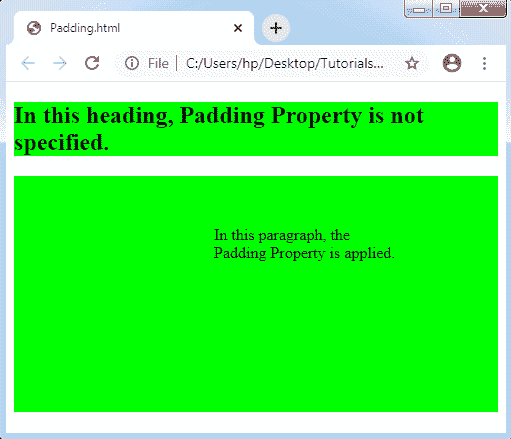 Padding.html
File | C:/Users/hp/Desktop/Tutorials...
In this heading, Padding Property is not
specified.
In this paragraph, the
Padding Property is applied.